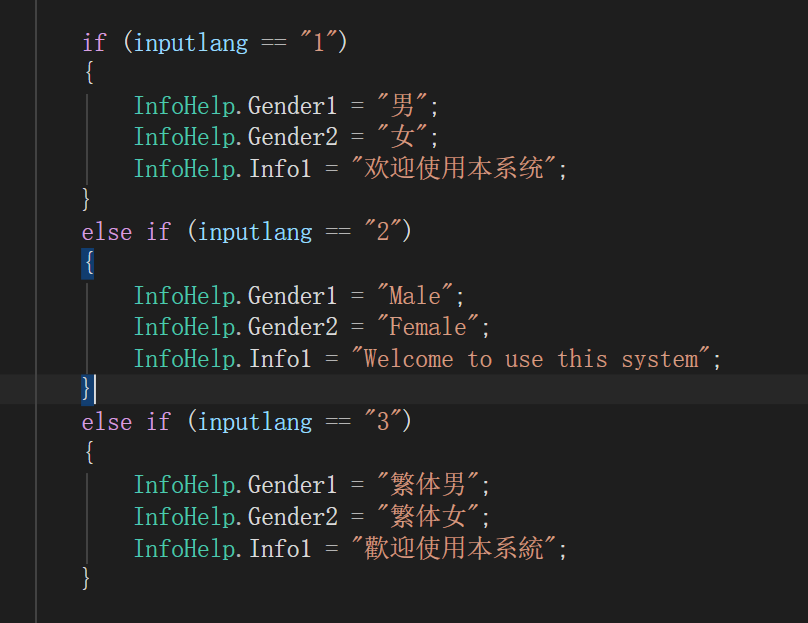 if (inputlang == "1")
{
InfoHelp.Gender1 = "男";
InfoHelp.Gender2 = "女";
InfoHelp.Info1 = "欢迎使用本系统";
}
else if (inputlang == "2")
{
InfoHelp.Gender1 = "Male";
InfoHelp.Gender2 = "Female";
InfoHelp.Info1 = "Welcome to use this system";
}
else if (inputlang == "3")
{
InfoHelp.Gender1 = "繁体男";
InfoHelp.Gender2 = "繁体女";
InfoHelp.Info1 = "歡迎使用本系統";
}